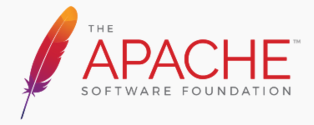 THE
APACHE™
SOFTWARE FOUNDATION